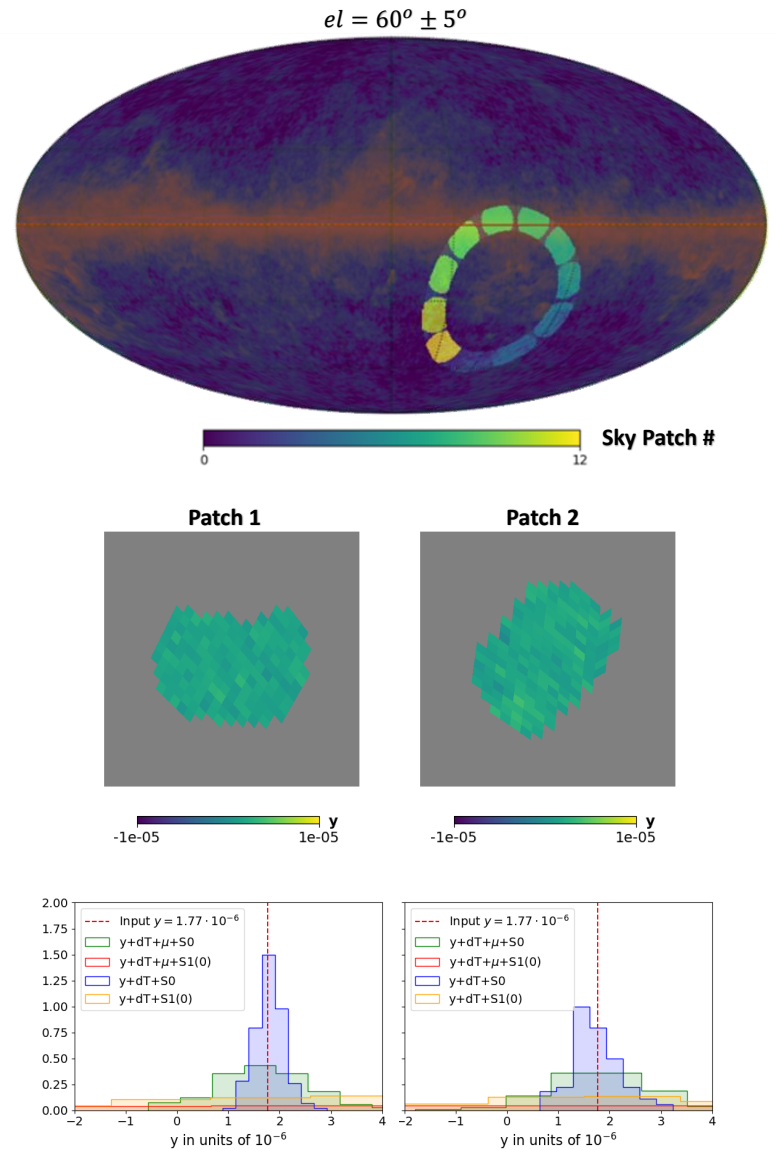 el = 60º ± 5º
Sky Patch #
0 12
Patch 1 Patch 2
y y
-1e-05 1e-05 -1e-05 1e-05
2.00
1.75
1.50
1.25
1.00
0.75
0.50
0.25
0.00
Input y = 1.77 · 10⁻⁶
y+dT+μ+S0
y+dT+μ+S1(0)
y+dT+S0
y+dT+S1(0)
−2 −1 0 1 2 3 4
y in units of 10⁻⁶
Input y = 1.77 · 10⁻⁶
y+dT+μ+S0
y+dT+μ+S1(0)
y+dT+S0
y+dT+S1(0)
−2 −1 0 1 2 3 4
y in units of 10⁻⁶